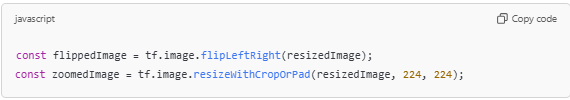 javascript
Copy code
const flippedImage = tf.image.flipLeftRight(resizedImage);
const zoomedImage = tf.image.resizeWithCropOrPad(resizedImage, 224, 224);